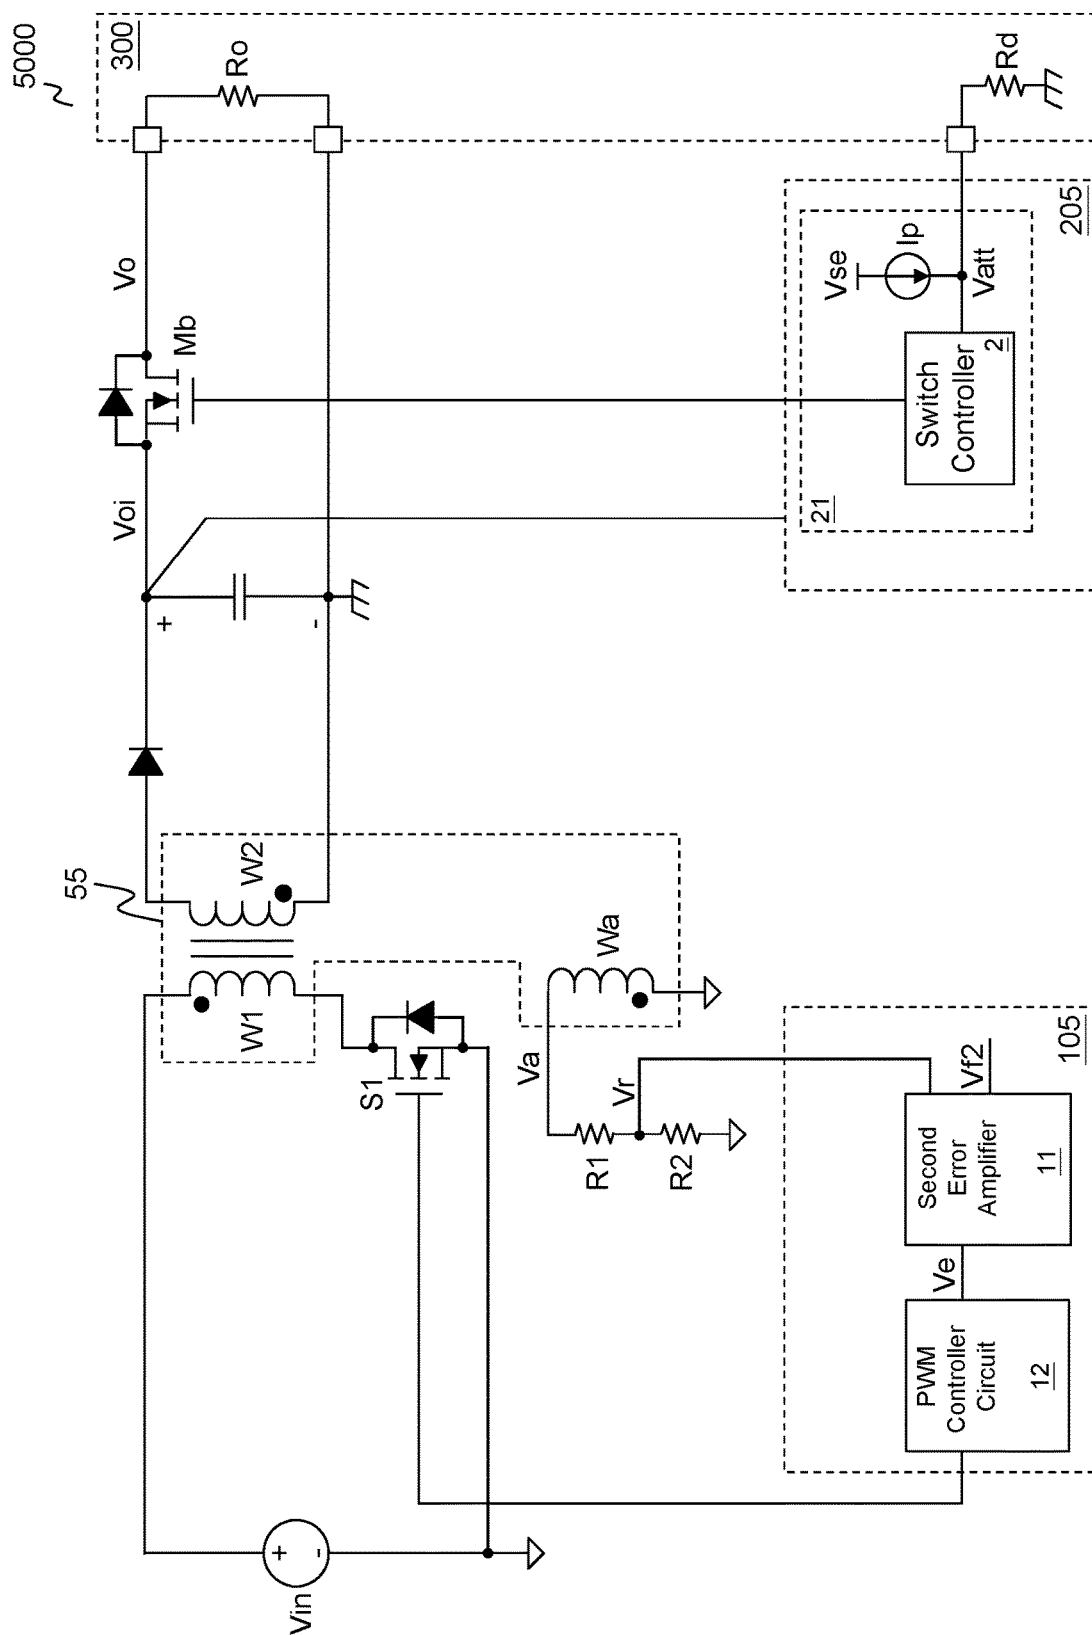 5000
300
Ro
Rd
Vo
Mb
Voi
+
-
55
W2
W1
Wa
S1
Va
Vr
R1
R2
Vin
+
-
205
21
Vse
Ip
Vatt
Switch
Controller
2
105
Vf2
Second
Error
Amplifier
11
Ve
PWM
Controller
Circuit
12